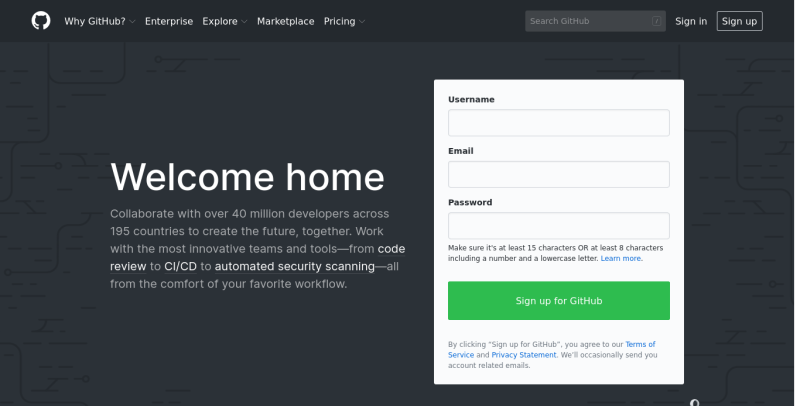 Why GitHub? Enterprise Explore Marketplace Pricing Search GitHub / Sign in Sign up
Username
Email
Password
Make sure it's at least 15 characters OR at least 8 characters
including a number and a lowercase letter. Learn more.
Sign up for GitHub
By clicking “Sign up for GitHub”, you agree to our Terms of
Service and Privacy Statement. We’ll occasionally send you
account related emails.
Welcome home
Collaborate with over 40 million developers across
195 countries to create the future, together. Work
with the most innovative teams and tools—from code
review to CI/CD to automated security scanning—all
from the comfort of your favorite workflow.